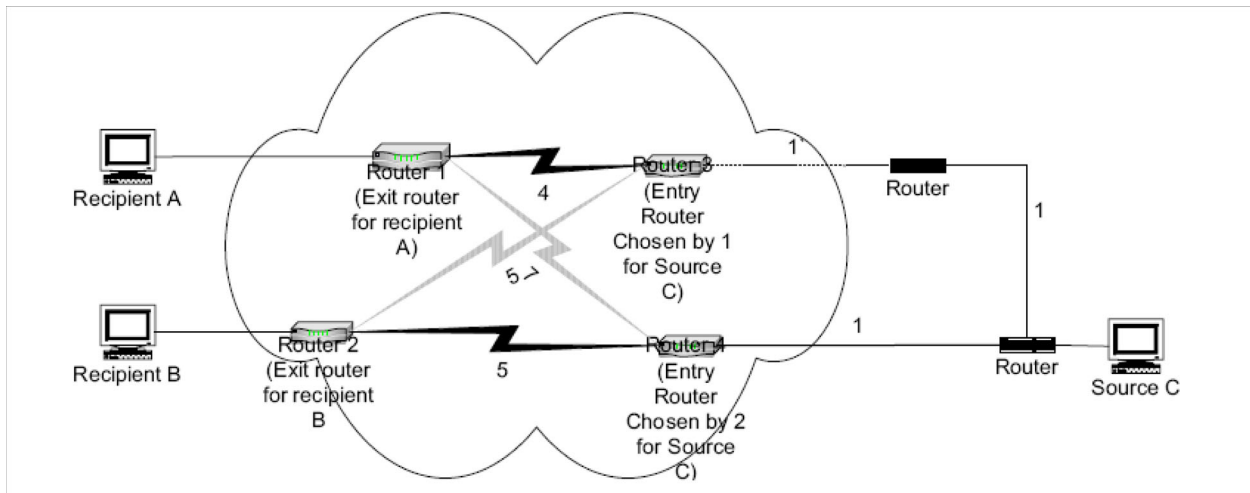 Recipient A
Router 1
(Exit router
for recipient
A)
4
Router 3
(Entry
Router
Chosen by 1
for Source
C)
1`
Router
1
5
7
Recipient B
Router 2
(Exit router
for recipient
B
5
Router 4
(Entry
Router
Chosen by 2
for Source
C)
1
Router
Source C